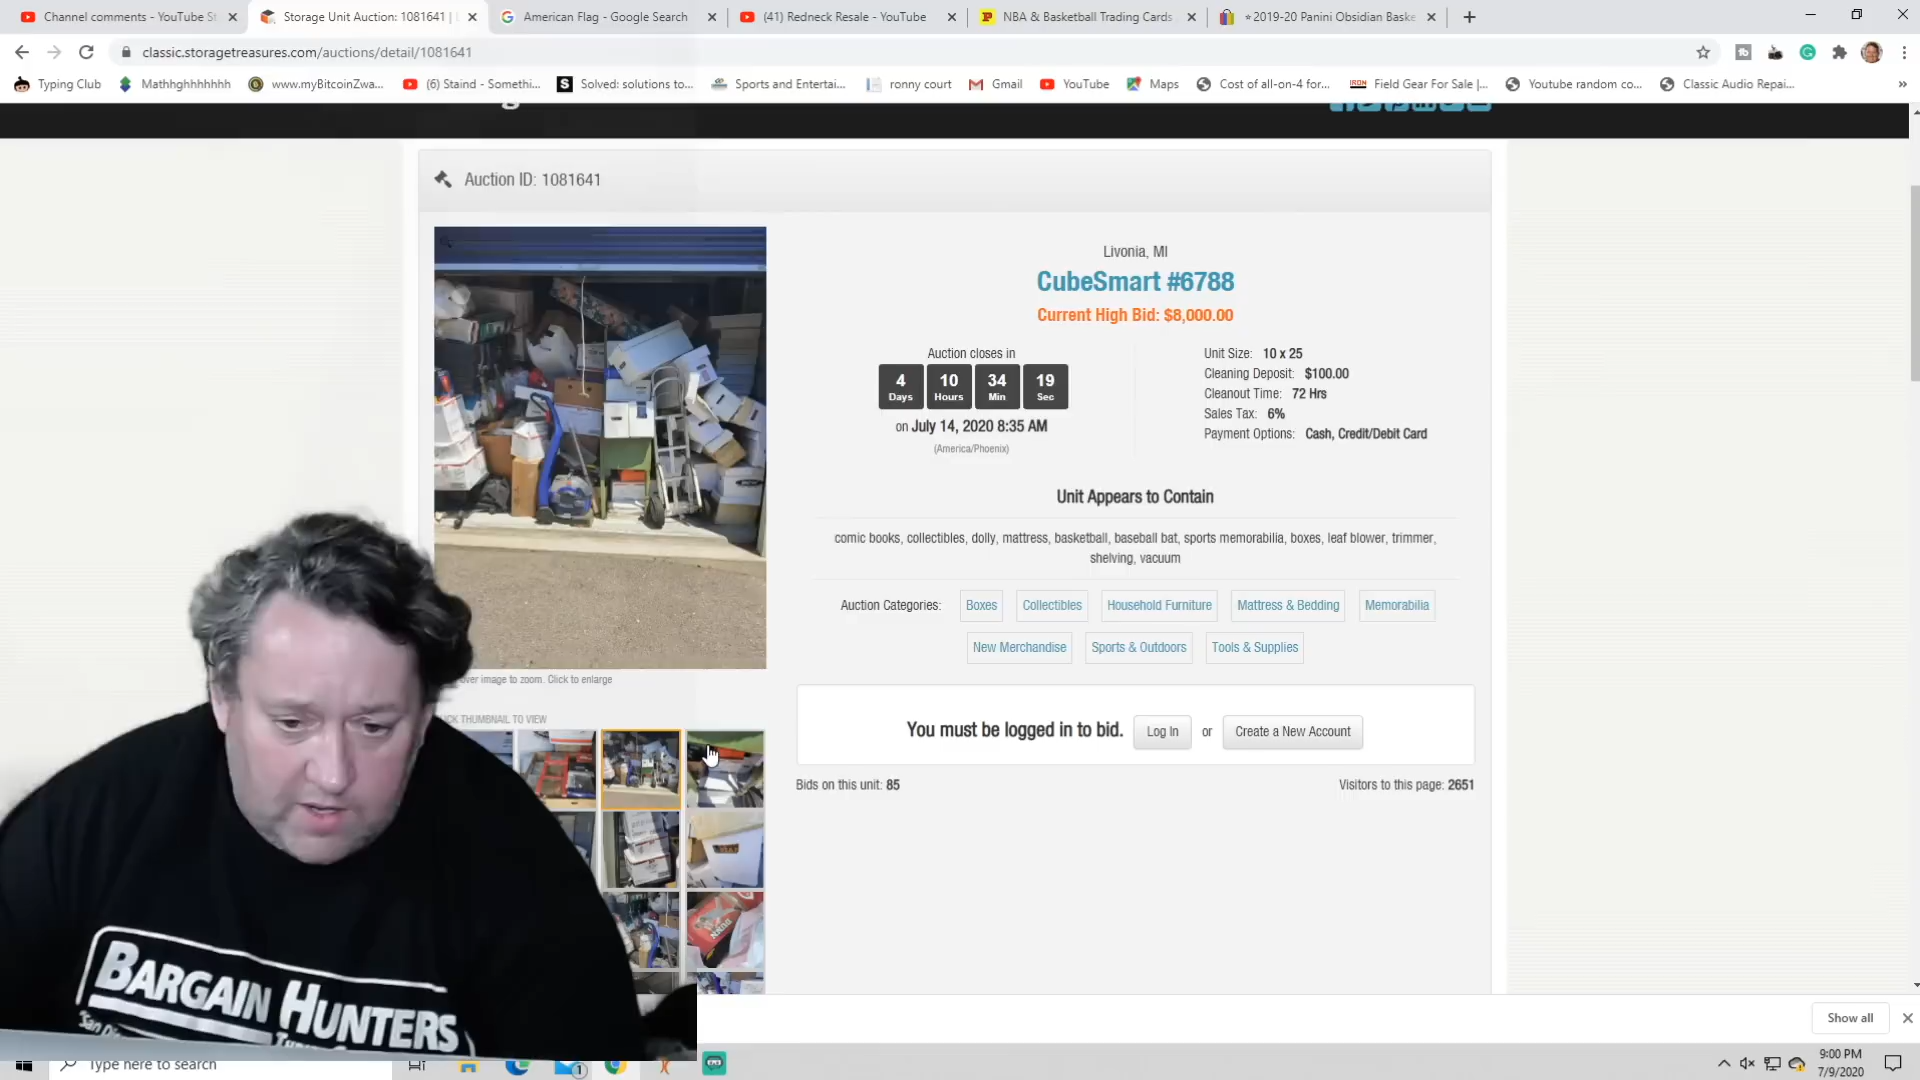 Channel comments - YouTube St
Storage Unit Auction: 1081641 |
American Flag - Google Search
(41) Redneck Resale - YouTube
NBA & Basketball Trading Cards
2019-20 Panini Obsidian Baske
classic.storagetreasures.com/auctions/detail/1081641
Typing Club
Mathhghhhhhhh
www.myBitcoinZwa...
(6) Staind - Somethi...
Solved: solutions to...
Sports and Entertai...
ronny court
Gmail
YouTube
Maps
Cost of all-on-4 for...
Field Gear For Sale |...
Youtube random co...
Classic Audio Repai...
Auction ID: 1081641
Livonia, MI
CubeSmart #6788
Current High Bid: $8,000.00
Auction closes in
4 10 34 19
Days Hours Min Sec
on July 14, 2020 8:35 AM
(America/Phoenix)
Unit Size: 10 x 25
Cleaning Deposit: $100.00
Cleanout Time: 72 Hrs
Sales Tax: 6%
Payment Options: Cash, Credit/Debit Card
Unit Appears to Contain
comic books, collectibles, dolly, mattress, basketball, baseball bat, sports memorabilia, boxes, leaf blower, trimmer,
shelving, vacuum
Auction Categories: Boxes Collectibles Household Furniture Mattress & Bedding Memorabilia
New Merchandise Sports & Outdoors Tools & Supplies
over image to zoom. Click to enlarge
THUMBNAIL TO VIEW
You must be logged in to bid. Log In or Create a New Account
Bids on this unit: 85
Visitors to this page: 2651
BARGAIN HUNTERS
Show all
Type here to search
1
9:00 PM
7/9/2020